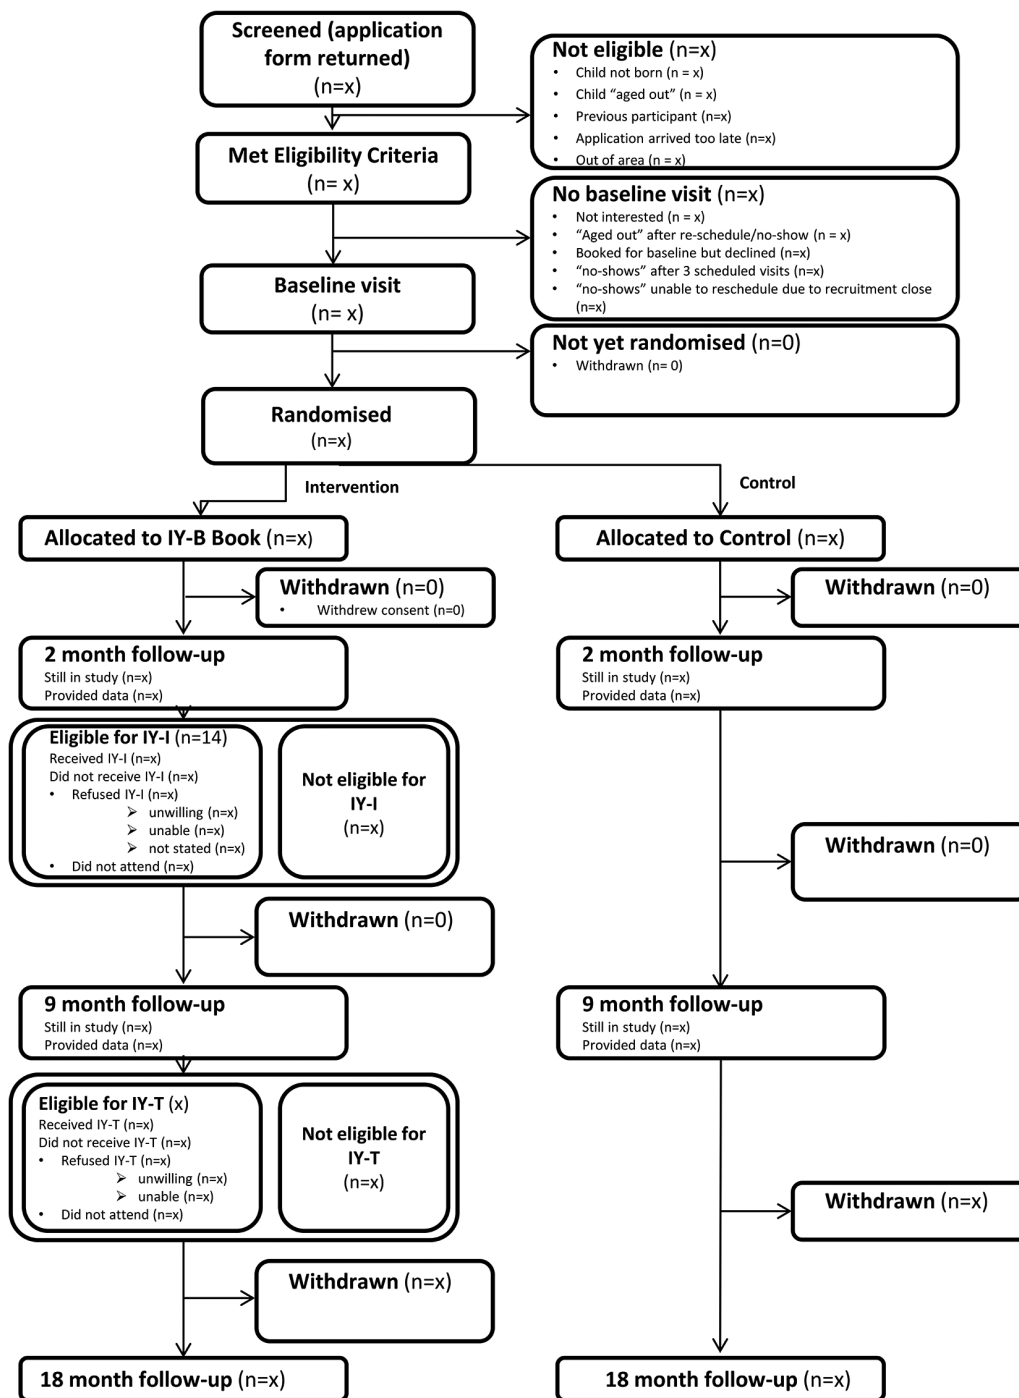 Screened (application
form returned)
(n=x)
Not eligible (n=x)
• Child not born (n = x)
• Child “aged out” (n = x)
• Previous participant (n=x)
• Application arrived too late (n=x)
• Out of area (n = x)
Met Eligibility Criteria
(n= x)
No baseline visit (n=x)
• Not interested (n = x)
• “Aged out” after re-schedule/no-show (n = x)
• Booked for baseline but declined (n=x)
• “no-shows” after 3 scheduled visits (n=x)
• “no-shows” unable to reschedule due to recruitment close
(n=x)
Baseline visit
(n= x)
Not yet randomised (n=0)
• Withdrawn (n= 0)
Randomised
(n=x)
Intervention
Control
Allocated to IY-B Book (n=x)
Allocated to Control (n=x)
Withdrawn (n=0)
• Withdrew consent (n=0)
Withdrawn (n=0)
2 month follow-up
Still in study (n=x)
Provided data (n=x)
2 month follow-up
Still in study (n=x)
Provided data (n=x)
Eligible for IY-I (n=14)
Received IY-I (n=x)
Did not receive IY-I (n=x)
• Refused IY-I (n=x)
➢ unwilling (n=x)
➢ unable (n=x)
➢ not stated (n=x)
• Did not attend (n=x)
Not eligible for
IY-I
(n=x)
Withdrawn (n=0)
Withdrawn (n=0)
9 month follow-up
Still in study (n=x)
Provided data (n=x)
9 month follow-up
Still in study (n=x)
Provided data (n=x)
Eligible for IY-T (x)
Received IY-T (n=x)
Did not receive IY-T (n=x)
• Refused IY-T (n=x)
➢ unwilling (n=x)
➢ unable (n=x)
• Did not attend (n=x)
Not eligible for
IY-T
(n=x)
Withdrawn (n=x)
Withdrawn (n=x)
18 month follow-up (n=x)
18 month follow-up (n=x)